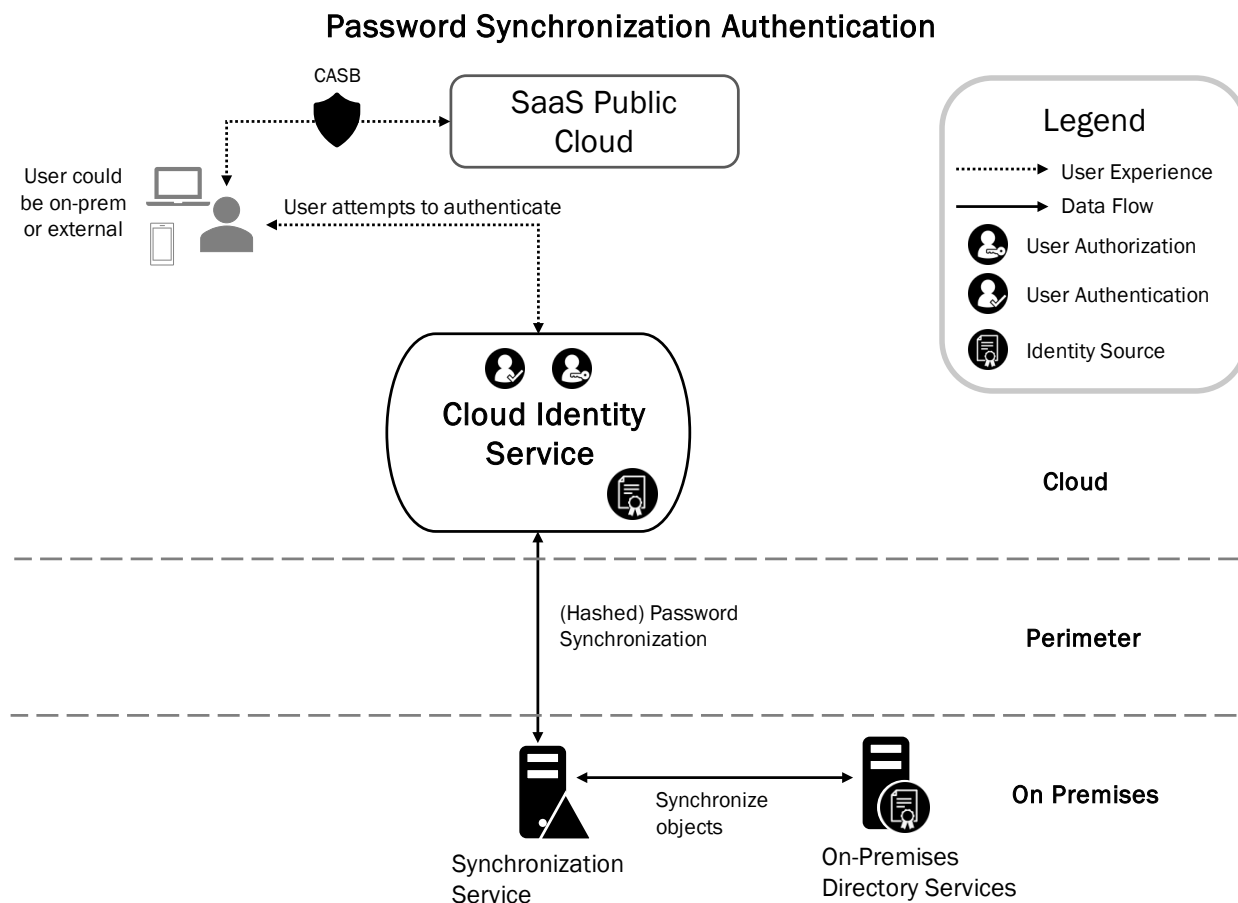 Password Synchronization Authentication
CASB
SaaS Public
Cloud
User could
be on-prem
or external
User attempts to authenticate
Legend
User Experience
Data Flow
User Authorization
User Authentication
Identity Source
Cloud Identity
Service
Cloud
(Hashed) Password
Synchronization
Perimeter
Synchronize
objects
On Premises
Synchronization
Service
On-Premises
Directory Services